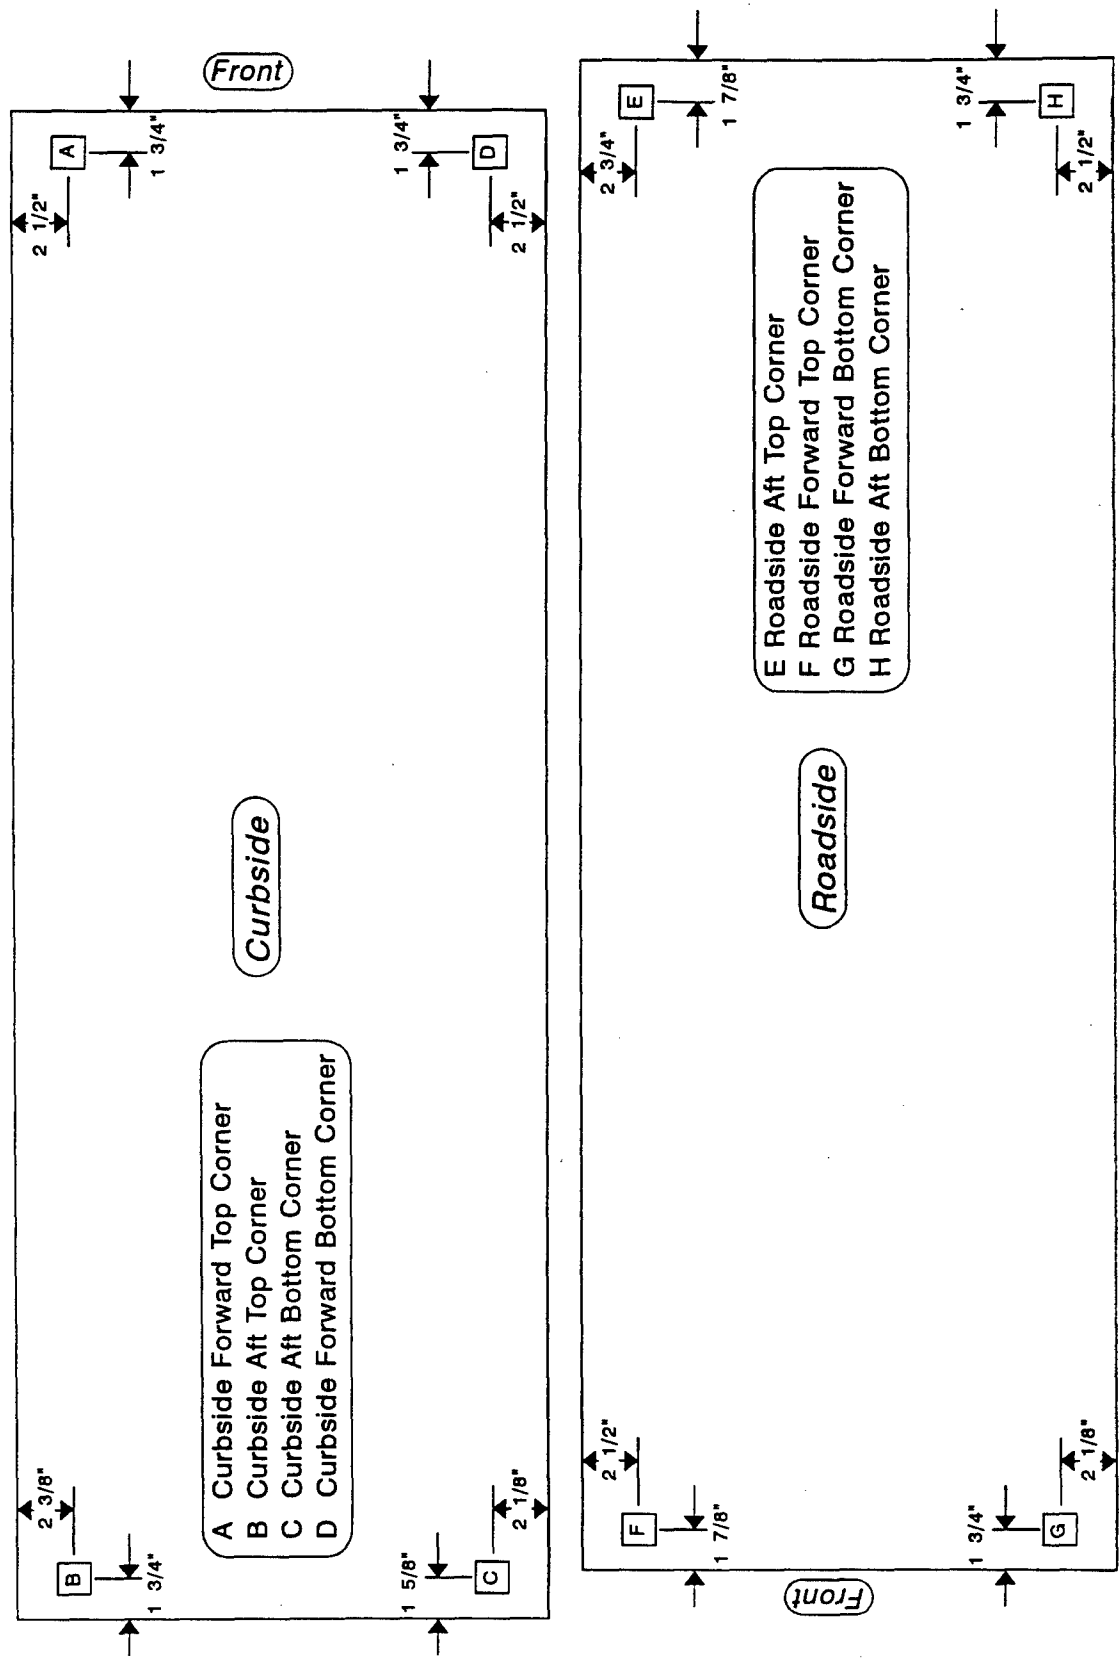 Front
A
B
C
D
2 1/2"
1 3/4"
1 3/4"
2 1/2"
Curbside
A Curbside Forward Top Corner
B Curbside Aft Top Corner
C Curbside Aft Bottom Corner
D Curbside Forward Bottom Corner
2 3/8"
1 3/4"
1 5/8"
2 1/8"
E
F
G
H
2 3/4"
1 7/8"
1 3/4"
2 1/2"
E Roadside Aft Top Corner
F Roadside Forward Top Corner
G Roadside Forward Bottom Corner
H Roadside Aft Bottom Corner
Roadside
2 1/2"
1 7/8"
1 3/4"
2 1/8"
Front